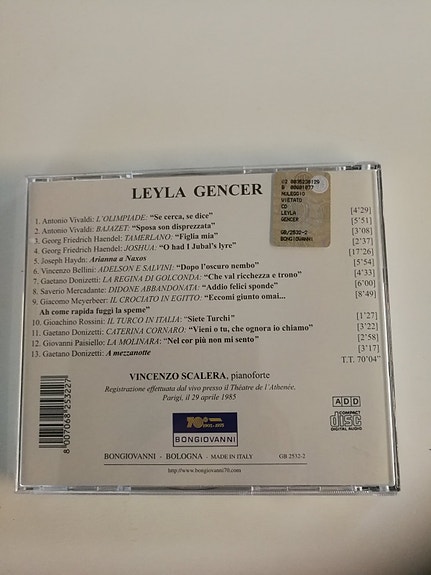 LEYLA GENCER
1. Antonio Vivaldi: L'OLIMPIADE: "Se cerca, se dice" [4'29]
2. Antonio Vivaldi: BAJAZET: "Sposa son disprezzata" [5'51]
3. Georg Friedrich Haendel: TAMERLANO: "Figlia mia" [3'08]
4. Georg Friedrich Haendel: JOSHUA: "O had I Jubal's lyre" [2'37]
5. Joseph Haydn: Arianna a Naxos [17'26]
6. Vincenzo Bellini: ADELSON E SALVINI: "Dopo l'oscuro nembo" [5'54]
7. Gaetano Donizetti: LA REGINA DI GOLCONDA: "Che val ricchezza e trono" [4'33]
8. Saverio Mercadante: DIDONE ABBANDONATA: "Addio felici sponde" [6'00]
9. Giacomo Meyerbeer: IL CROCIATO IN EGITTO: "Eccomi giunto omai... [8'49]
Ah come rapida fuggì la speme"
10. Gioachino Rossini: IL TURCO IN ITALIA: "Siete Turchi" [1'27]
11. Gaetano Donizetti: CATERINA CORNARO: "Vieni o tu, che ognora io chiamo" [3'22]
12. Giovanni Paisiello: LA MOLINARA: "Nel cor più non mi sento" [2'58]
13. Gaetano Donizetti: A mezzanotte [3'17]
T.T. 70'04"
VINCENZO SCALERA, pianoforte
Registrazione effettuata dal vivo presso il Théatre de l'Athenée.
Parigi, il 29 aprile 1985
NOLEGGIO
VIETATO
CD
LEYLA
GENCER
GB/2532-2
BONGIOVANNI
8 007068 253227
70
BONGIOVANNI
ADD
COMPACT
disc
DIGITAL AUDIO
BONGIOVANNI - BOLOGNA - MADE IN ITALY GB 2532-2
http://www.bongiovanni70.com